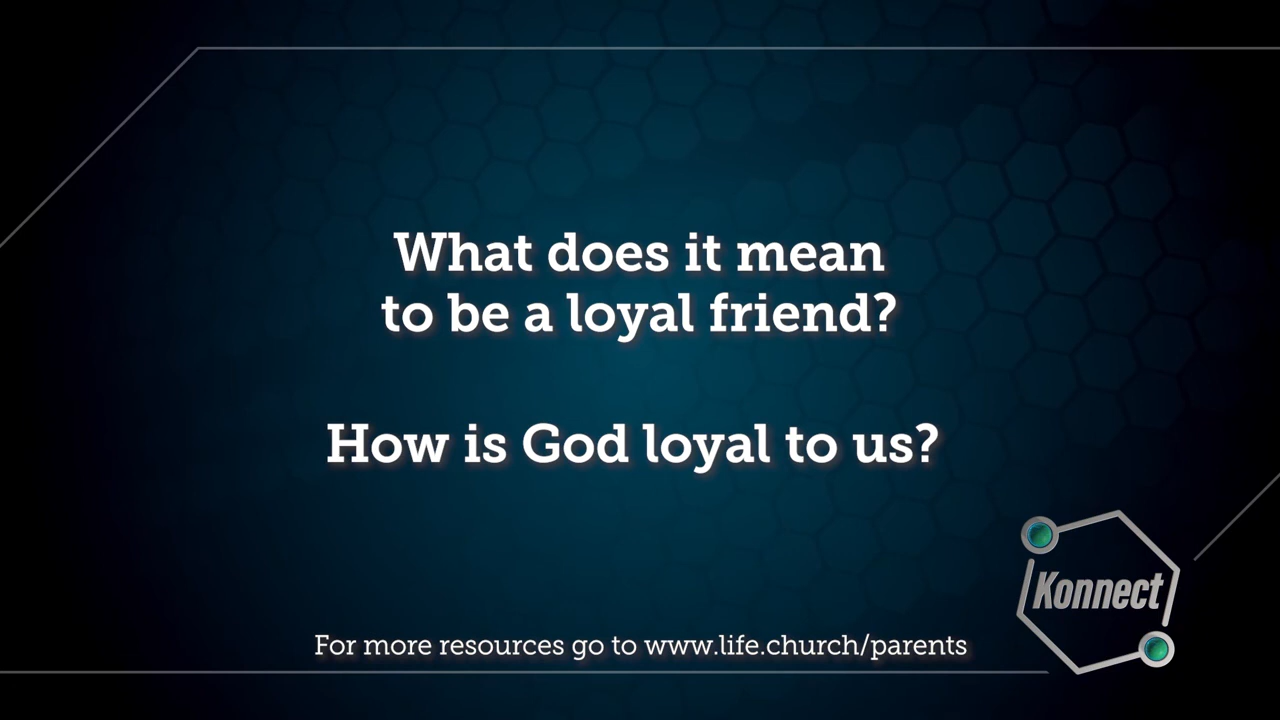 What does it mean
to be a loyal friend?
How is God loyal to us?
Konnect
For more resources go to www.life.church/parents